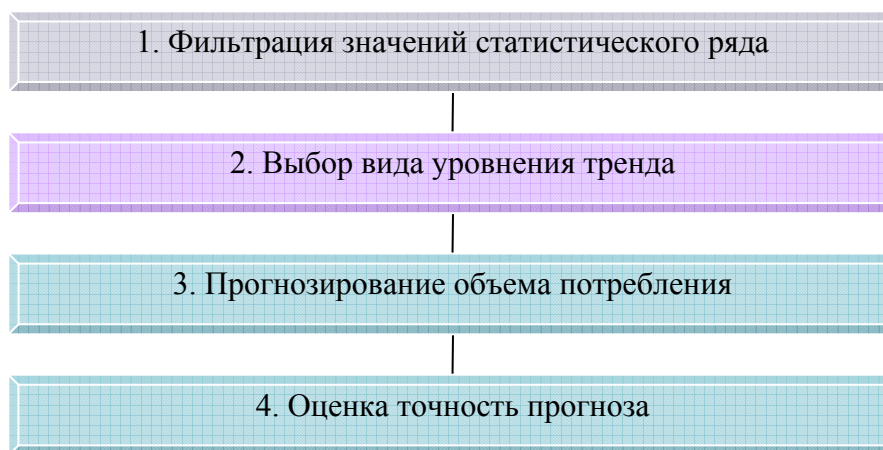 1. Фильтрация значений статистического ряда
2. Выбор вида уровнения тренда
3. Прогнозирование объема потребления
4. Оценка точность прогноза